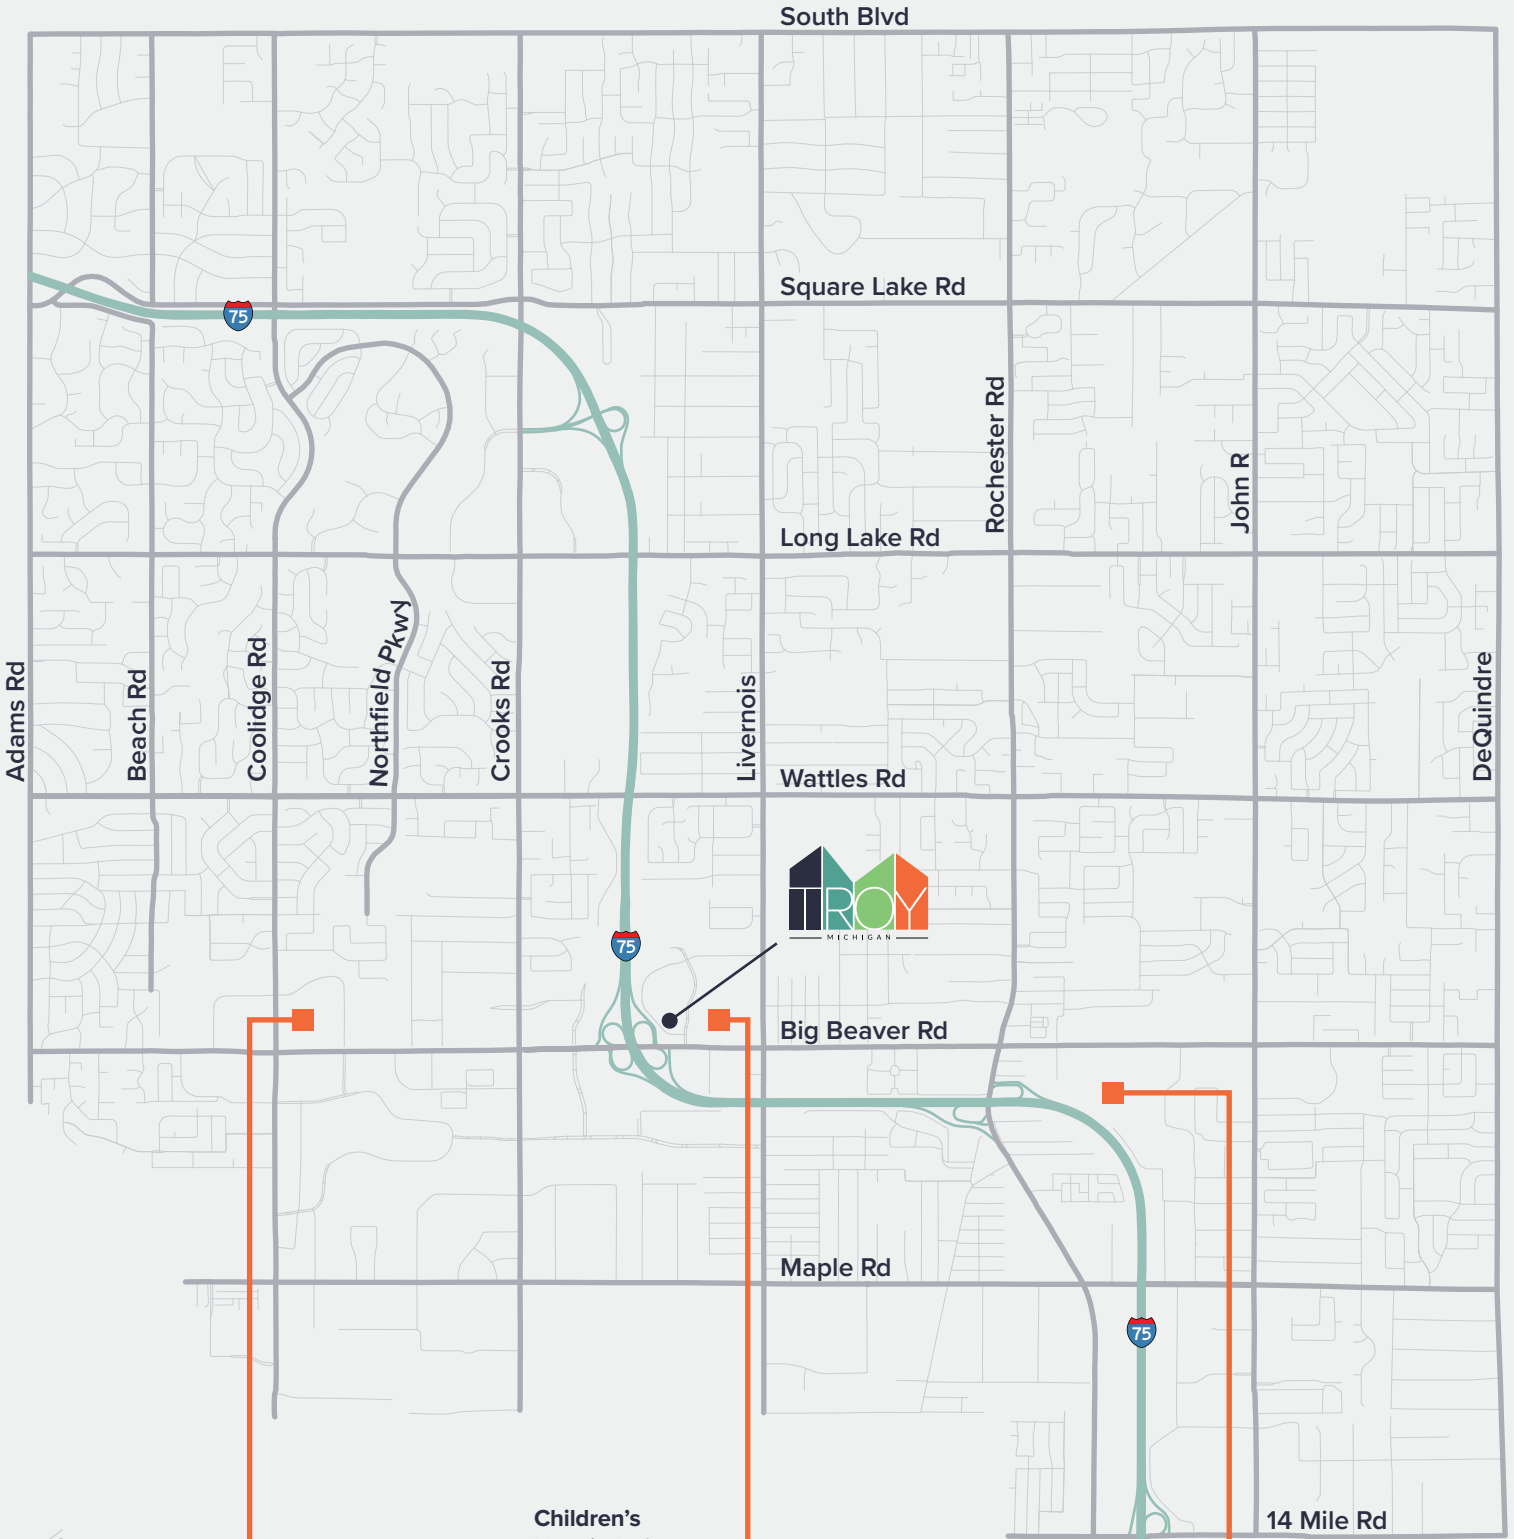 South Blvd
Square Lake Rd
75
Rochester Rd
John R
Long Lake Rd
Adams Rd
Beach Rd
Coolidge Rd
Northfield Pkwy
Crooks Rd
Livernois
DeQuindre
Wattles Rd
TROY
MICHIGAN
75
Big Beaver Rd
Maple Rd
75
Children's
14 Mile Rd